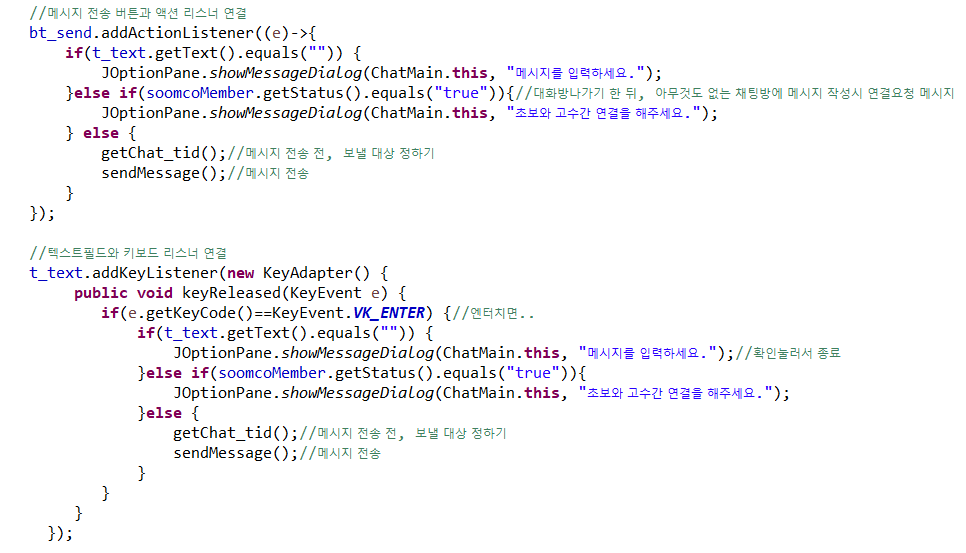 //메시지 전송 버튼과 액션 리스너 연결
bt_send.addActionListener((e)->{
    if(t_text.getText().equals("")) {
        JOptionPane.showMessageDialog(ChatMain.this, "메시지를 입력하세요.");
    }else if(soomcoMember.getStatus().equals("true")){//대화방나가기 한 뒤, 아무것도 없는 채팅방에 메시지 작성시 연결요청 메시지
        JOptionPane.showMessageDialog(ChatMain.this, "초보와 고수간 연결을 해주세요.");
    } else {
        getChat_tid();//메시지 전송 전, 보낼 대상 정하기
        sendMessage();//메시지 전송
    }
});
//텍스트필드와 키보드 리스너 연결
t_text.addKeyListener(new KeyAdapter() {
     public void keyReleased(KeyEvent e) {
        if(e.getKeyCode()==KeyEvent.VK_ENTER) {//엔터치면..
            if(t_text.getText().equals("")) {
                JOptionPane.showMessageDialog(ChatMain.this, "메시지를 입력하세요.");//확인눌러서 종료
            }else if(soomcoMember.getStatus().equals("true")){
                JOptionPane.showMessageDialog(ChatMain.this, "초보와 고수간 연결을 해주세요.");
            }else {
                getChat_tid();//메시지 전송 전, 보낼 대상 정하기
                sendMessage();//메시지 전송
            }
        }
     }
  });